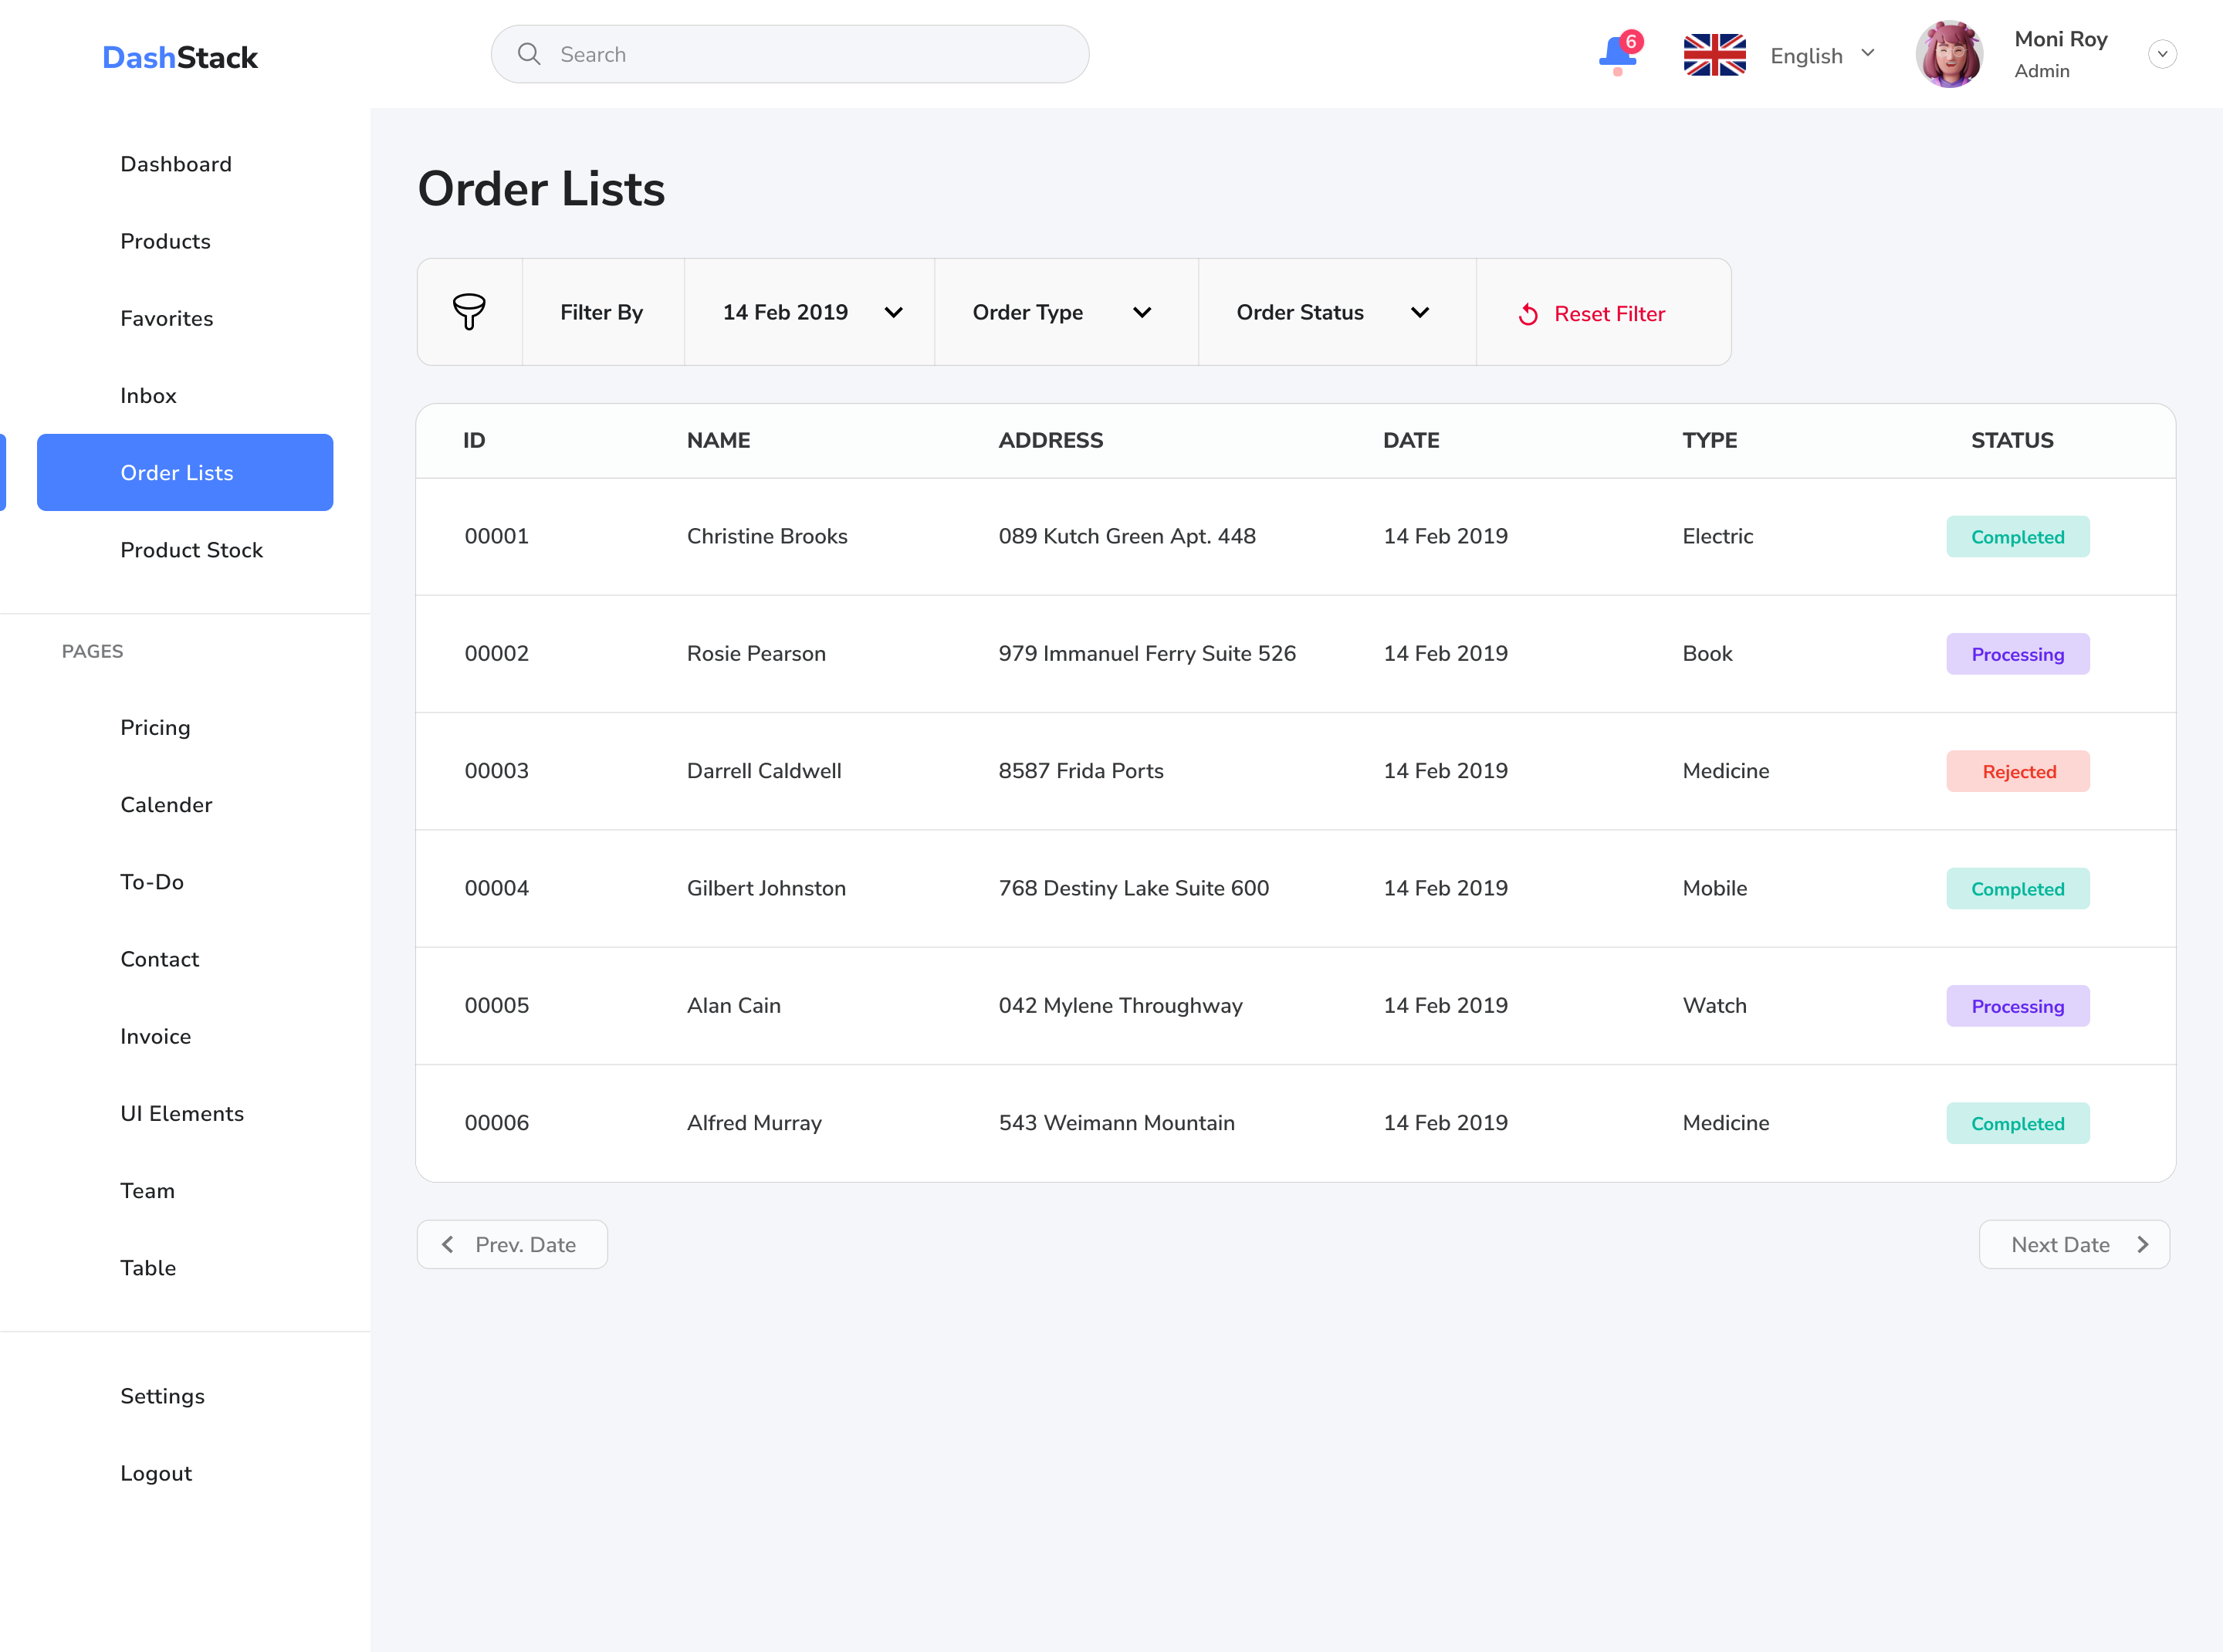 DashStack
Search
6
English
Moni Roy
Admin
Dashboard
Products
Favorites
Inbox
Order Lists
Product Stock
PAGES
Pricing
Calender
To-Do
Contact
Invoice
UI Elements
Team
Table
Settings
Logout
Order Lists
Filter By 14 Feb 2019 Order Type Order Status Reset Filter
ID NAME ADDRESS DATE TYPE STATUS
00001 Christine Brooks 089 Kutch Green Apt. 448 14 Feb 2019 Electric Completed
00002 Rosie Pearson 979 Immanuel Ferry Suite 526 14 Feb 2019 Book Processing
00003 Darrell Caldwell 8587 Frida Ports 14 Feb 2019 Medicine Rejected
00004 Gilbert Johnston 768 Destiny Lake Suite 600 14 Feb 2019 Mobile Completed
00005 Alan Cain 042 Mylene Throughway 14 Feb 2019 Watch Processing
00006 Alfred Murray 543 Weimann Mountain 14 Feb 2019 Medicine Completed
Prev. Date
Next Date